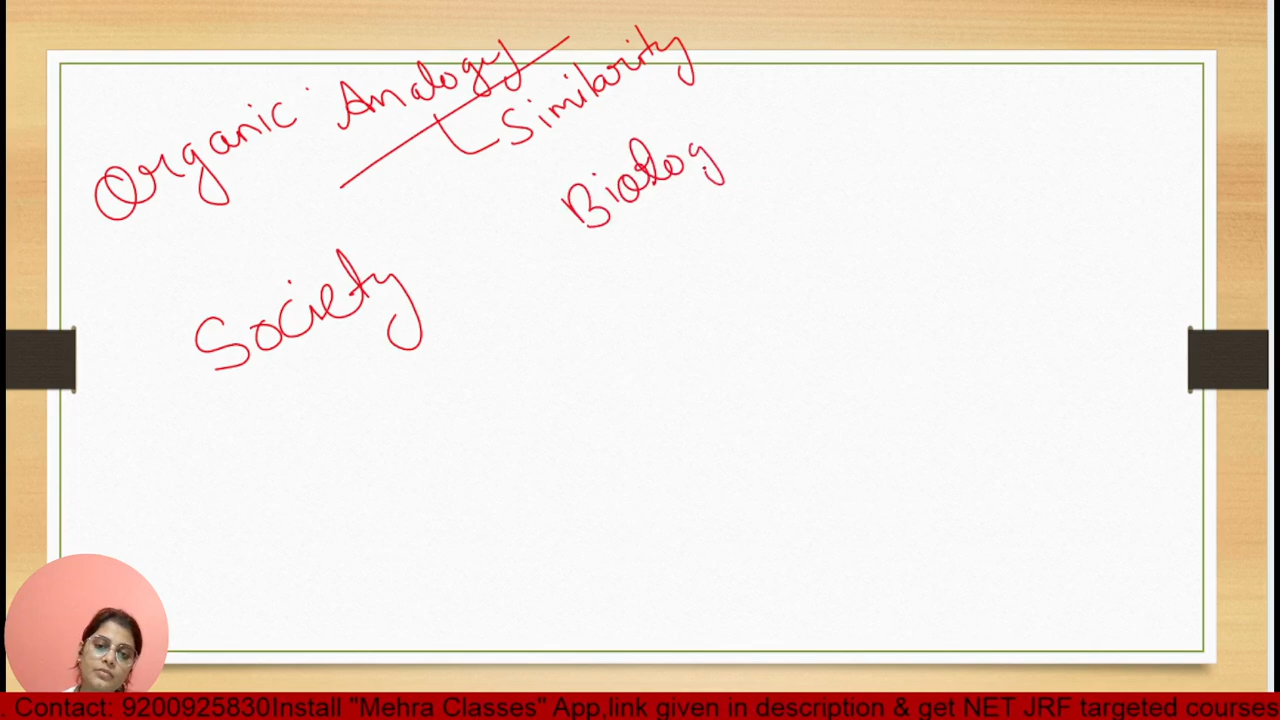 Organic Analogy
Similarity
Biolog
Society
Contact: 9200925830Install "Mehra Classes" App,link given in description & get NET JRF targeted courses